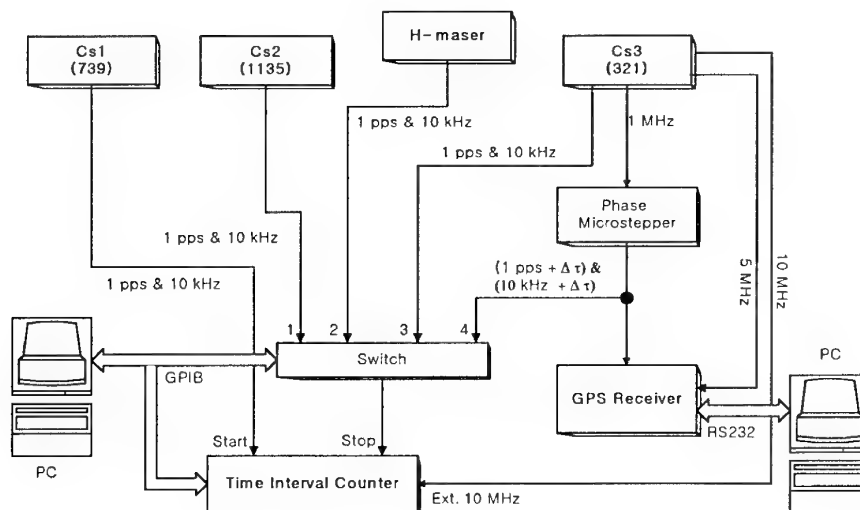 Cs1
(739)
Cs2
(1135)
H-maser
Cs3
(321)
1 pps & 10 kHz
1 MHz
1 pps & 10 kHz
Phase
Microstepper
1 pps & 10 kHz
1 pps & 10 kHz
(1 pps + Δτ) &
(10 kHz + Δτ)
5 MHz
10 MHz
1
2
3
4
Switch
GPIB
PC
GPS Receiver
RS232
PC
Start
Stop
Time Interval Counter
Ext. 10 MHz